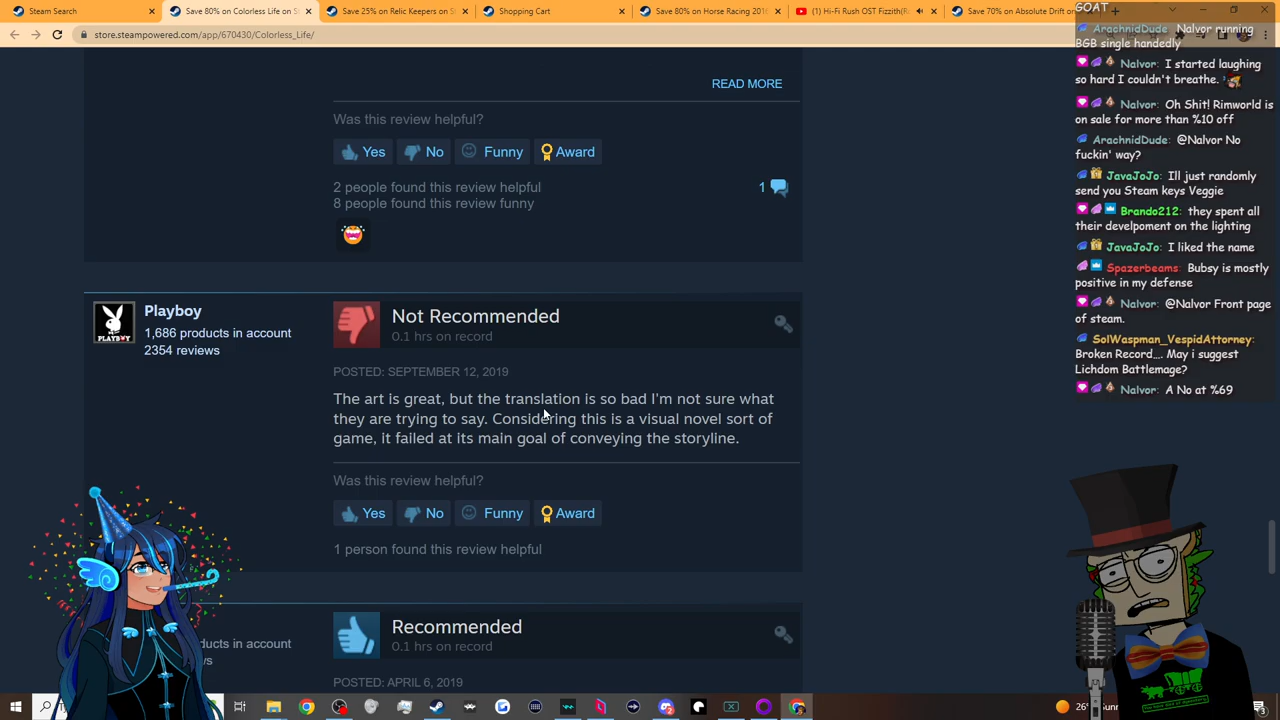 Steam Search
Save 80% on Colorless Life on S
Save 25% on Relic Keepers on St
Shopping Cart
Save 80% on Horse Racing 2016
(1) Hi-Fi Rush OST Fizzith(R
Save 70% on Absolute Drift on
store.steampowered.com/app/670430/Colorless_Life/
READ MORE
Was this review helpful?
Yes
No
Funny
Award
2 people found this review helpful
1
8 people found this review funny
Playboy
1,686 products in account
2354 reviews
PLAYBOY
Not Recommended
0.1 hrs on record
POSTED: SEPTEMBER 12, 2019
The art is great, but the translation is so bad I'm not sure what
they are trying to say. Considering this is a visual novel sort of
game, it failed at its main goal of conveying the storyline.
Was this review helpful?
Yes
No
Funny
Award
1 person found this review helpful
ducts in account
ws
Recommended
0.1 hrs on record
POSTED: APRIL 6, 2019
GOAT
ArachnidDude: Nalvor running
BGB single handedly
Nalvor: I started laughing
so hard I couldn't breathe.
Nalvor: Oh Shit! Rimworld is
on sale for more than %10 off
ArachnidDude: @Nalvor No
fuckin' way?
JavaJoJo: Ill just randomly
send you Steam keys Veggie
Brando212: they spent all
their develpoment on the lighting
JavaJoJo: I liked the name
Spazerbeams: Bubsy is mostly
positive in my defense
Nalvor: @Nalvor Front page
of steam.
SolWaspman_VespidAttorney:
Broken Record.... May i suggest
Lichdom Battlemage?
Nalvor: A No at %69
26°
3